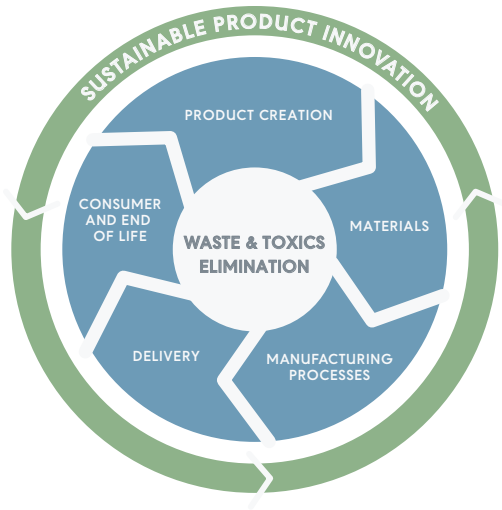 SUSTAINABLE PRODUCT INNOVATION
PRODUCT CREATION
MATERIALS
MANUFACTURING
PROCESSES
DELIVERY
CONSUMER
AND END
OF LIFE
WASTE & TOXICS
ELIMINATION